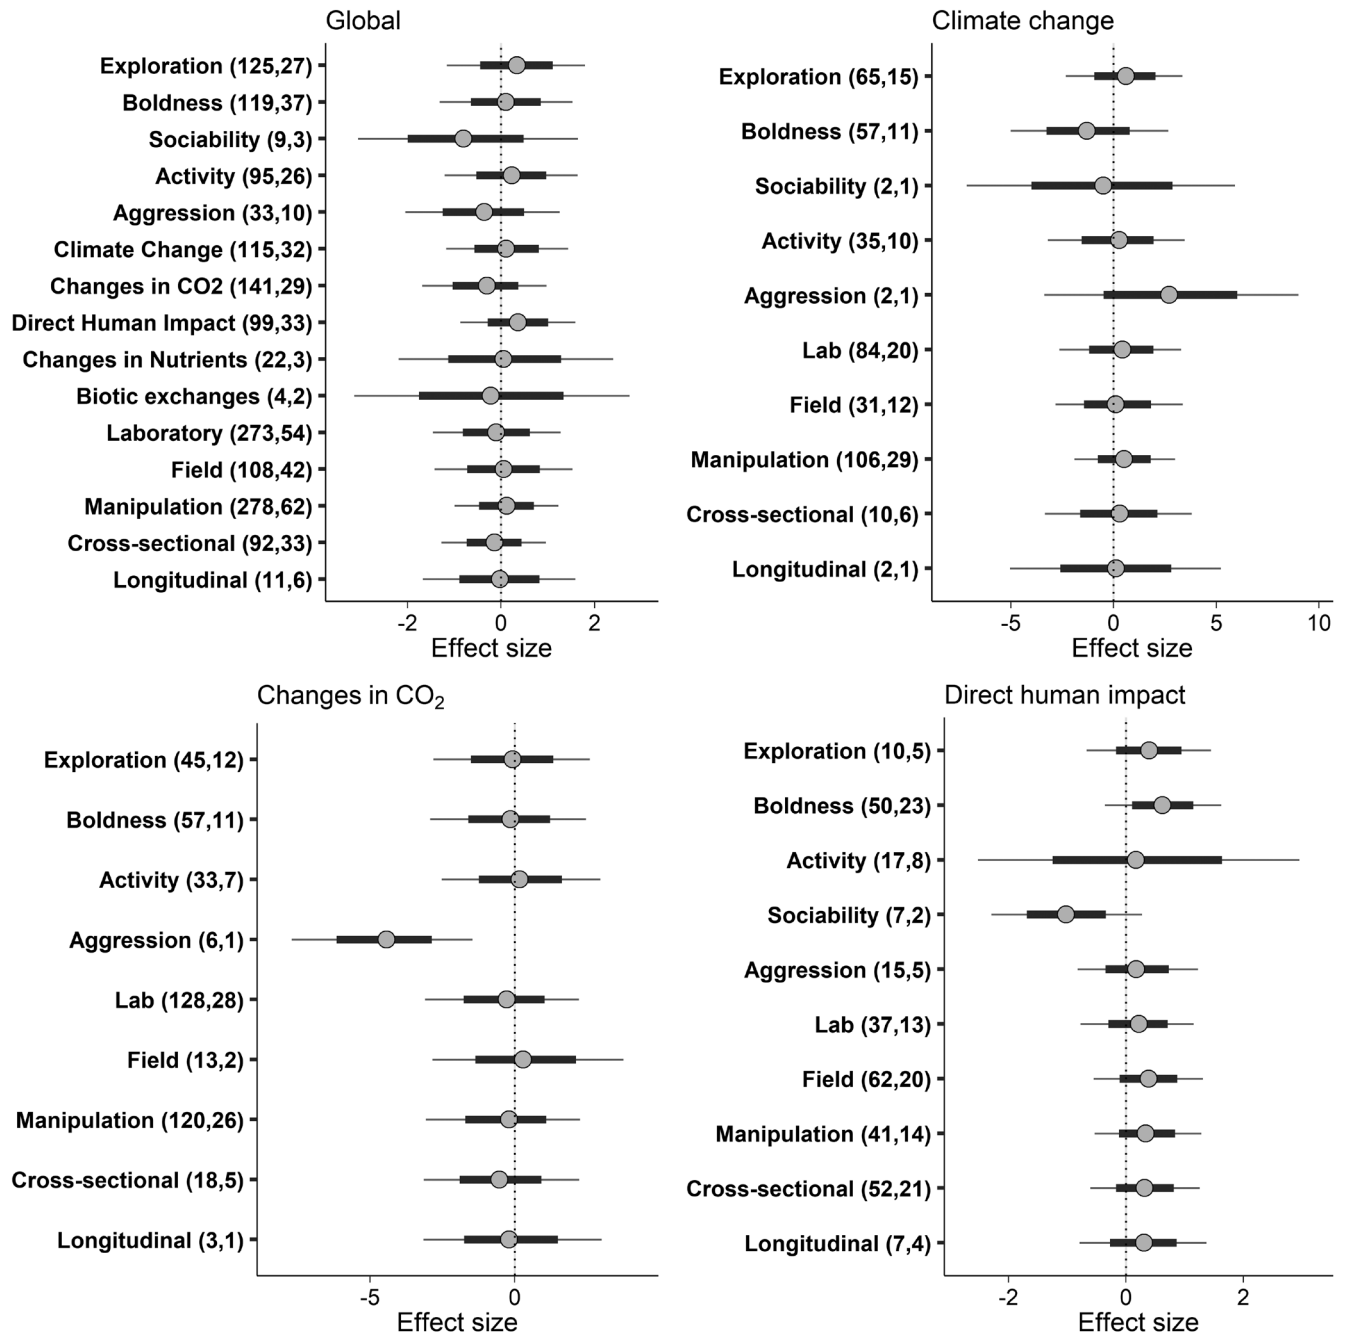 Global
Exploration (125,27)
Boldness (119,37)
Sociability (9,3)
Activity (95,26)
Aggression (33,10)
Climate Change (115,32)
Changes in CO2 (141,29)
Direct Human Impact (99,33)
Changes in Nutrients (22,3)
Biotic exchanges (4,2)
Laboratory (273,54)
Field (108,42)
Manipulation (278,62)
Cross-sectional (92,33)
Longitudinal (11,6)
-2 0 2
Effect size
Climate change
Exploration (65,15)
Boldness (57,11)
Sociability (2,1)
Activity (35,10)
Aggression (2,1)
Lab (84,20)
Field (31,12)
Manipulation (106,29)
Cross-sectional (10,6)
Longitudinal (2,1)
-5 0 5 10
Effect size
Changes in CO₂
Exploration (45,12)
Boldness (57,11)
Activity (33,7)
Aggression (6,1)
Lab (128,28)
Field (13,2)
Manipulation (120,26)
Cross-sectional (18,5)
Longitudinal (3,1)
-5 0
Effect size
Direct human impact
Exploration (10,5)
Boldness (50,23)
Activity (17,8)
Sociability (7,2)
Aggression (15,5)
Lab (37,13)
Field (62,20)
Manipulation (41,14)
Cross-sectional (52,21)
Longitudinal (7,4)
-2 0 2
Effect size